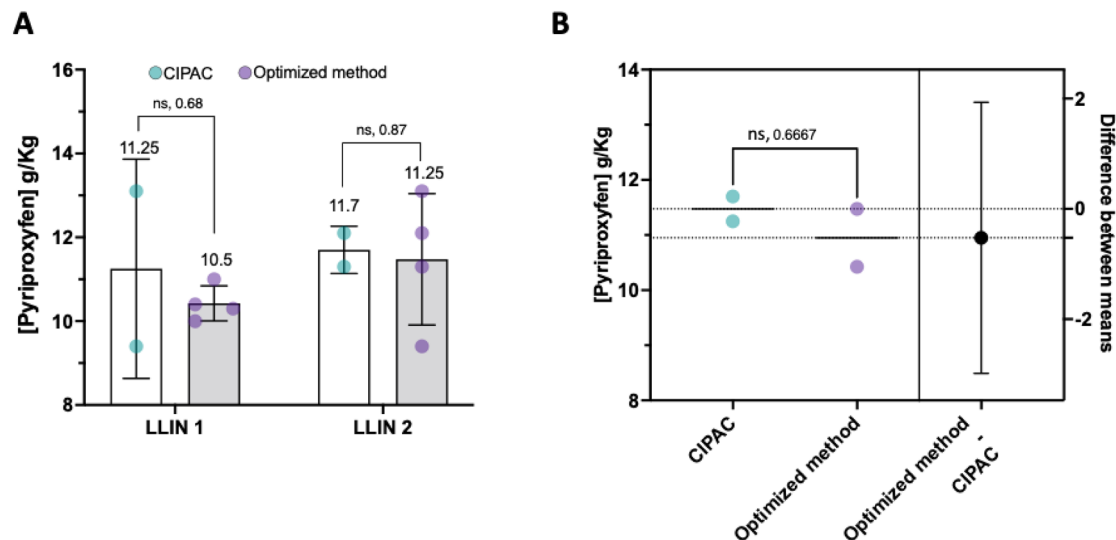 A
CIPAC Optimized method
[Pyriproxyfen] g/Kg
16
14
12
10
8
ns, 0.68
11.25
10.5
ns, 0.87
11.7
11.25
LLIN 1
LLIN 2
B
[Pyriproxyfen] g/Kg
14
12
10
8
ns, 0.6667
2
0
-2
Difference between means
CIPAC
Optimized method
Optimized method
-
CIPAC